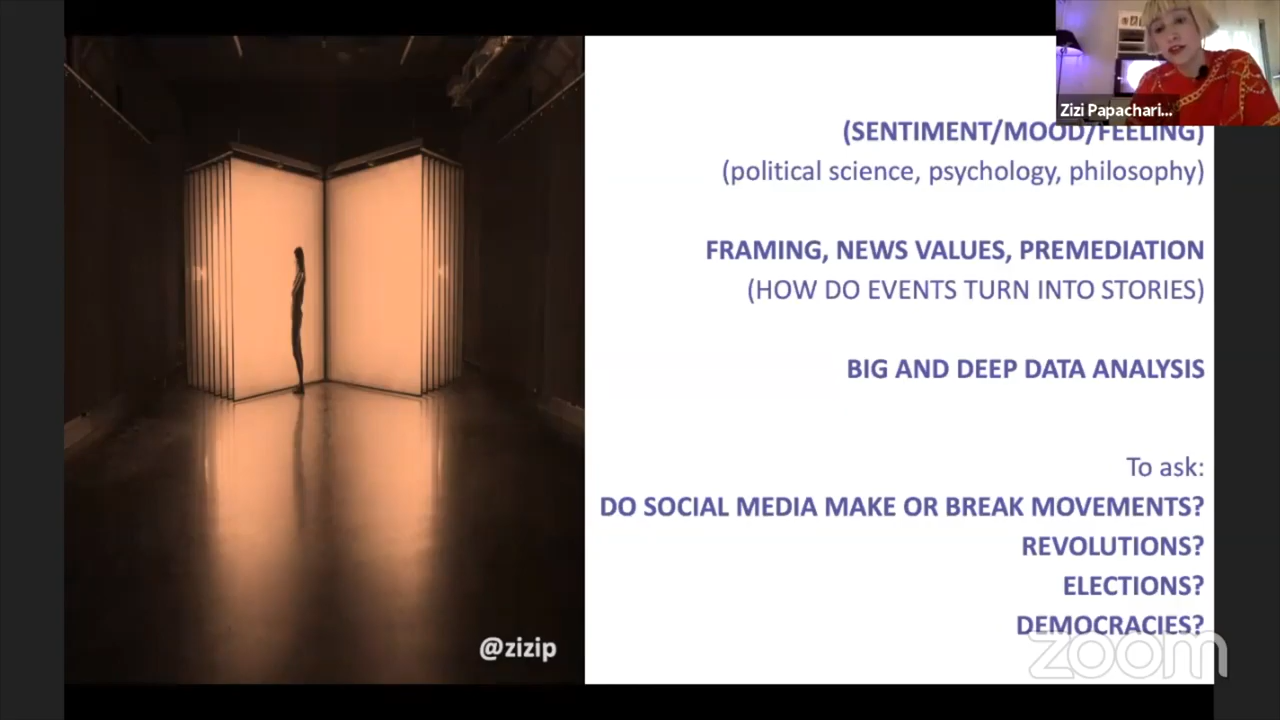 Zizi Papachari...
(SENTIMENT/MOOD/FEELING)
(political science, psychology, philosophy)
FRAMING, NEWS VALUES, PREMEDIATION
(HOW DO EVENTS TURN INTO STORIES)
BIG AND DEEP DATA ANALYSIS
To ask:
DO SOCIAL MEDIA MAKE OR BREAK MOVEMENTS?
REVOLUTIONS?
ELECTIONS?
DEMOCRACIES?
@zizip
zoom